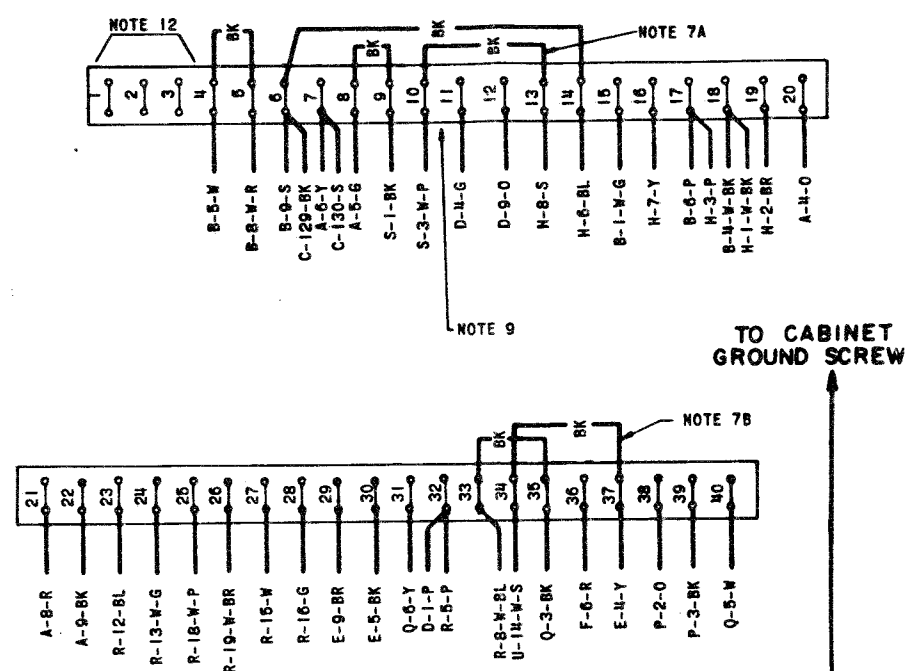 NOTE 12
BK
BK
BK
BK
NOTE 7A
1 2 3 4 5 6 7 8 9 10 11 12 13 14 15 16 17 18 19 20
B-5-W
B-8-W-R
B-9-S
C-129-BK
A-6-Y
C-130-S
A-5-G
S-1-BK
S-3-W-P
D-4-G
D-9-O
H-8-S
H-6-BL
B-1-W-G
H-7-Y
B-6-P
H-3-P
B-4-W-BK
H-1-W-BK
H-2-BR
A-4-O
NOTE 9
TO CABINET
GROUND SCREW
BK
BK
NOTE 7B
21 22 23 24 25 26 27 28 29 30 31 32 33 34 35 36 37 38 39 40
A-8-R
A-9-BK
R-12-BL
R-13-W-G
R-18-W-P
R-19-W-BR
R-15-W
R-16-G
E-9-BR
E-5-BK
Q-6-Y
D-1-P
R-5-P
R-8-W-BL
U-14-W-S
Q-3-BK
F-6-R
E-4-Y
P-2-O
P-3-BK
Q-5-W